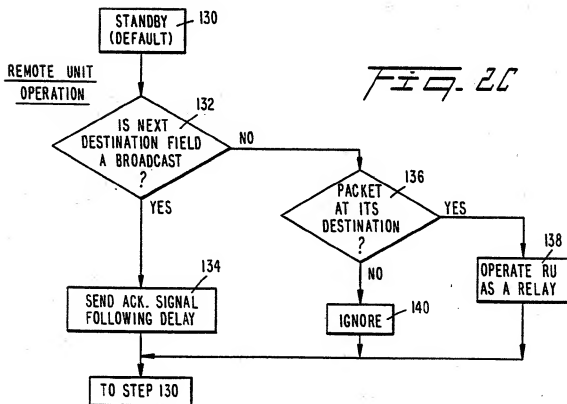 STANDBY
(DEFAULT)
130
REMOTE UNIT
OPERATION
Fig. 2C
132
IS NEXT
DESTINATION FIELD
A BROADCAST
?
NO
YES
136
PACKET
AT ITS
DESTINATION
?
YES
NO
138
OPERATE RU
AS A RELAY
134
SEND ACK. SIGNAL
FOLLOWING DELAY
140
IGNORE
TO STEP 130